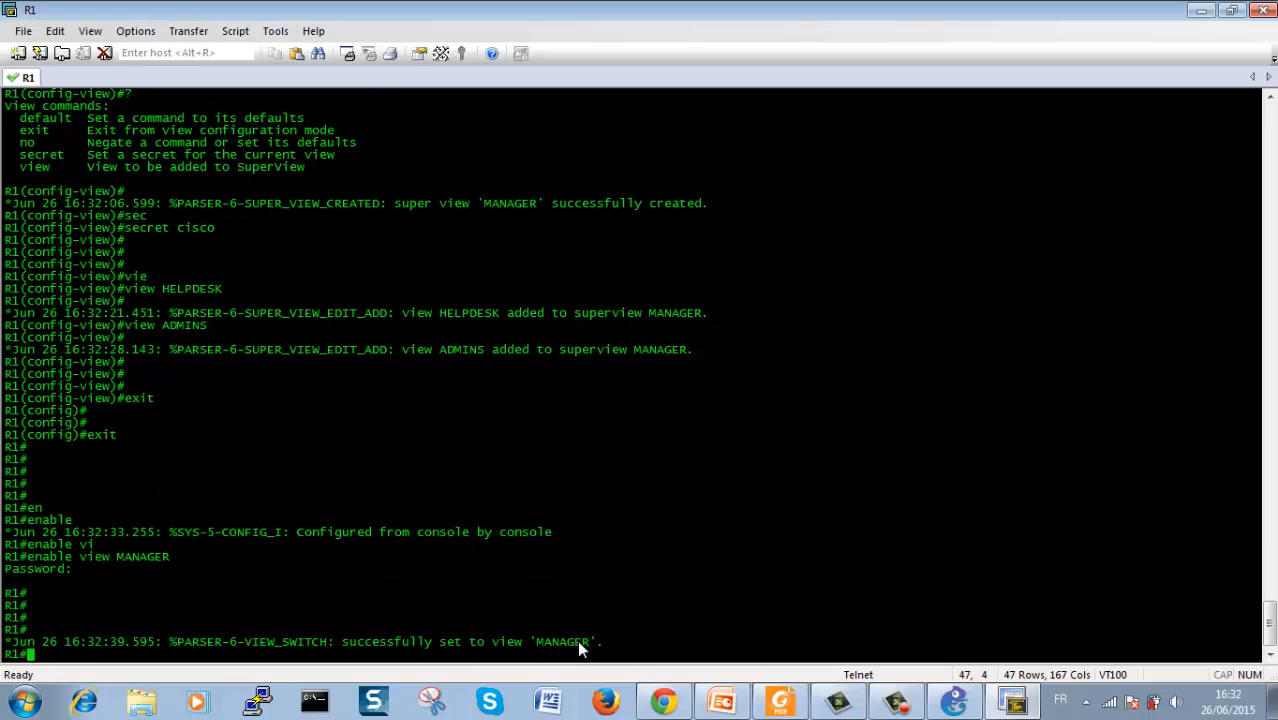 R1
File Edit View Options Transfer Script Tools Help
Enter host <Alt+R>
R1
R1(config-view)#?
View commands:
default Set a command to its defaults
exit Exit from view configuration mode
no Negate a command or set its defaults
secret Set a secret for the current view
view View to be added to SuperView
R1(config-view)#
*Jun 26 16:32:06.599: %PARSER-6-SUPER_VIEW_CREATED: super view 'MANAGER' successfully created.
R1(config-view)#sec
R1(config-view)#secret cisco
R1(config-view)#
R1(config-view)#
R1(config-view)#
R1(config-view)#vie
R1(config-view)#view HELPDESK
R1(config-view)#
*Jun 26 16:32:21.451: %PARSER-6-SUPER_VIEW_EDIT_ADD: view HELPDESK added to superview MANAGER.
R1(config-view)#view ADMINS
R1(config-view)#
*Jun 26 16:32:28.143: %PARSER-6-SUPER_VIEW_EDIT_ADD: view ADMINS added to superview MANAGER.
R1(config-view)#
R1(config-view)#
R1(config-view)#
R1(config-view)#exit
R1(config)#
R1(config)#
R1(config)#exit
R1#
R1#
R1#
R1#
R1#
R1#en
R1#enable
*Jun 26 16:32:33.255: %SYS-5-CONFIG_I: Configured from console by console
R1#enable vi
R1#enable view MANAGER
Password:
R1#
R1#
R1#
R1#
*Jun 26 16:32:39.595: %PARSER-6-VIEW_SWITCH: successfully set to view 'MANAGER'.
R1#
Ready Telnet 47, 4 47 Rows, 167 Cols VT100 CAP NUM
FR 16:32
26/06/2015